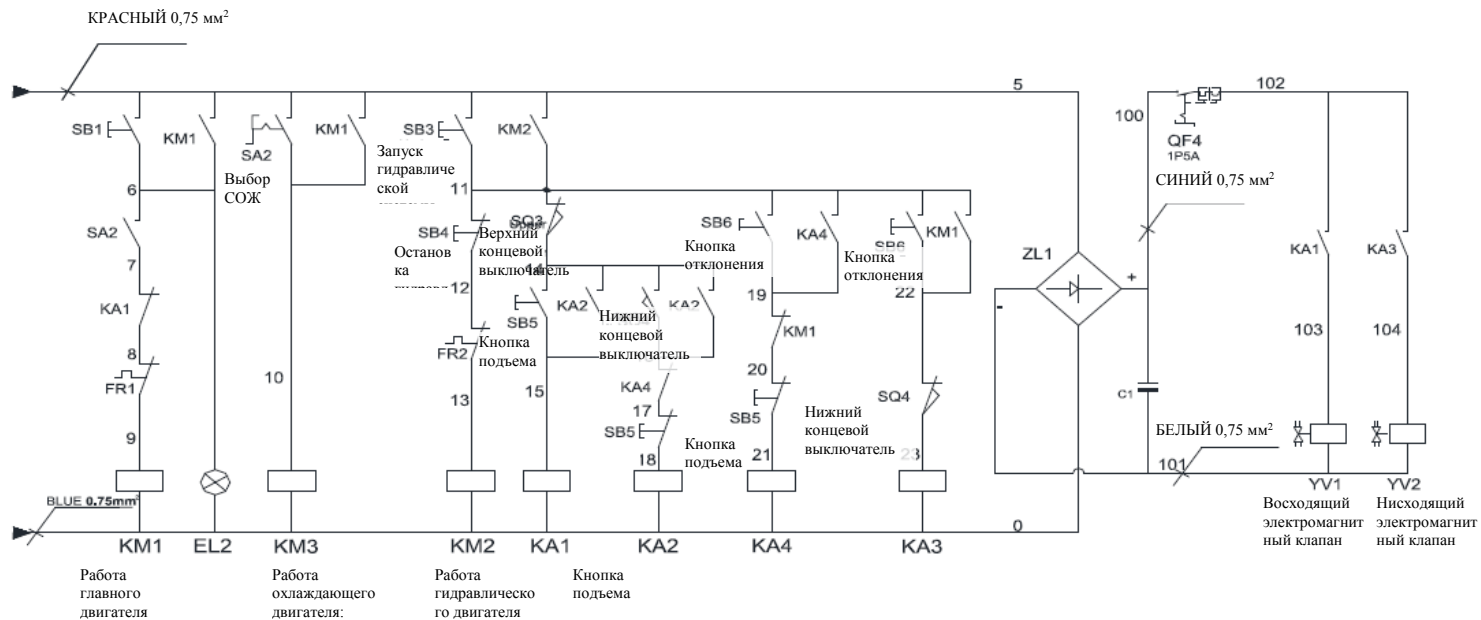 КРАСНЫЙ 0,75 мм²
5
102
100
SB1
KM1
SA2
KM1
SB3
KM2
QF4
1P5A
Запуск
гидравличе
ской
Выбор
СОЖ
СИНИЙ 0,75 мм²
6
11
SA2
SB4
SQ3
Верхний
концевой
выключатель
SB6
KA4
SB6
KM1
KA1
KA3
Останов
ка
Кнопка
отклонения
Кнопка
отклонения
ZL1
+
-
7
12
14
19
22
KA1
SB5
KA2
KA2
Нижний
концевой
выключатель
KM1
103
104
8
FR2
Кнопка
подъема
FR1
10
13
15
KA4
20
SQ4
C1
17
SB5
SB5
Нижний
концевой
выключатель
9
18
Кнопка
подъема
21
23
БЕЛЫЙ 0,75 мм²
101
BLUE 0.75mm²
0
YV1
YV2
Восходящий
электромагнит
ный клапан
Нисходящий
электромагнит
ный клапан
KM1
EL2
KM3
KM2
KA1
KA2
KA4
KA3
Работа
главного
двигателя
Работа
охлаждающего
двигателя:
Работа
гидравлическо
го двигателя
Кнопка
подъема